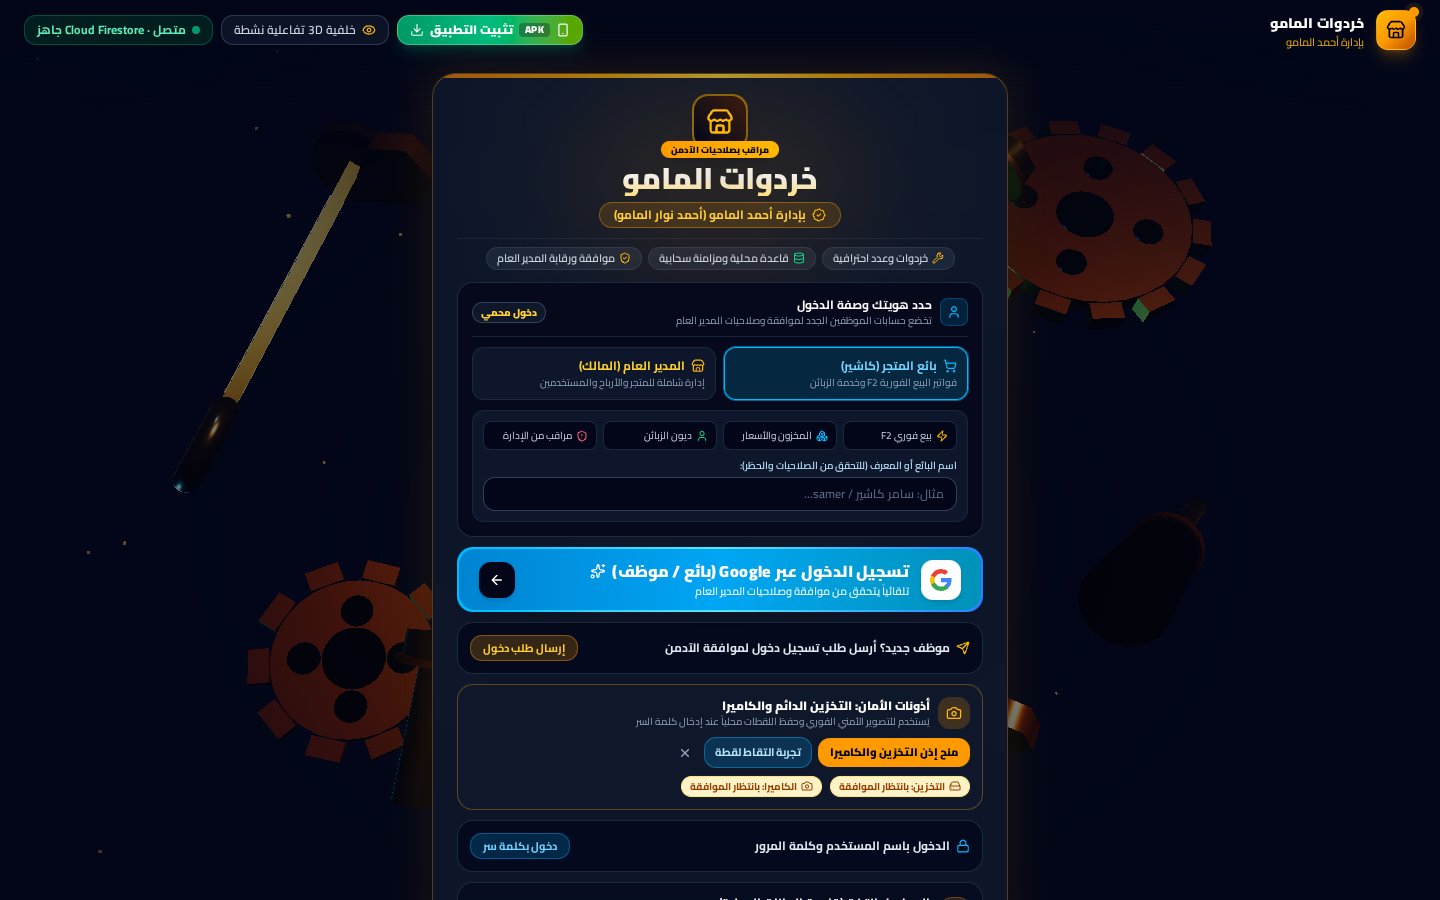 خردوات المامو
بإدارة أحمد المامو
تثبيت التطبيق APK
خلفية 3D تفاعلية نشطة
متصل · Cloud Firestore جاهز
مراقب بصلاحيات الأدمن
خردوات المامو
بإدارة أحمد المامو (أحمد نوار المامو)
خردوات وعدد احترافية
قاعدة محلية ومزامنة سحابية
موافقة ورقابة المدير العام
حدد هويتك وصفة الدخول
تخضع حسابات الموظفين الجدد لموافقة وصلاحيات المدير العام
دخول محمي
بائع المتجر (كاشير)
فواتير البيع الفورية F2 وخدمة الزبائن
المدير العام (المالك)
إدارة شاملة للمتجر والأرباح والمستخدمين
بيع فوري F2
المخزون والأسعار
ديون الزبائن
مراقب من الإدارة
اسم البائع أو المعرف (للتحقق من الصلاحيات والحظر):
مثال: سامر كاشير / samer...
تسجيل الدخول عبر Google (بائع / موظف)
تلقائياً يتحقق من موافقة وصلاحيات المدير العام
موظف جديد؟ أرسل طلب تسجيل دخول لموافقة الأدمن
إرسال طلب دخول
أذونات الأمان: التخزين الدائم والكاميرا
يُستخدم للتصوير الأمني الفوري وحفظ اللقطات محلياً عند إدخال كلمة السر
منح إذن التخزين والكاميرا
تجربة التقاط لقطة
التخزين: بانتظار الموافقة
الكاميرا: بانتظار الموافقة
الدخول باسم المستخدم وكلمة المرور
دخول بكلمة سر